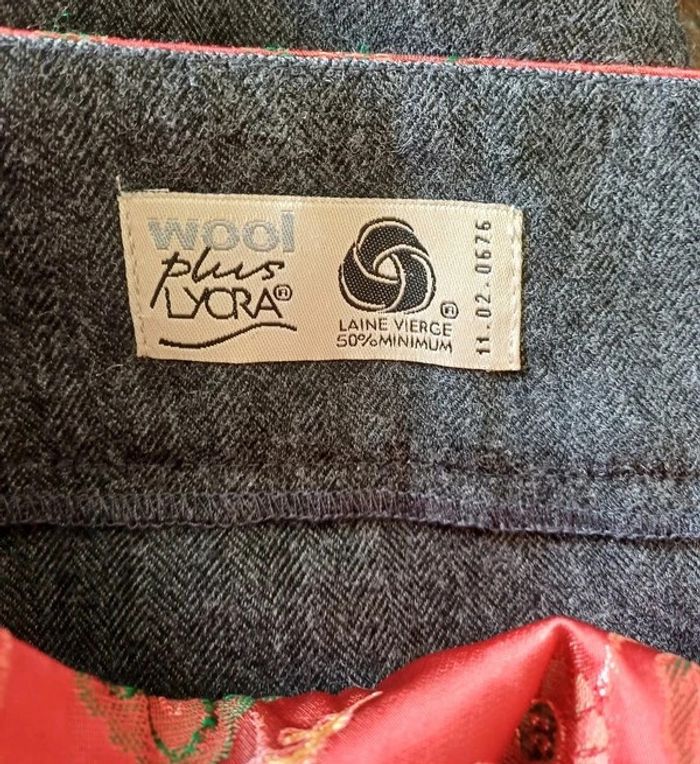 wool
plus
LYCRA®
®
LAINE VIERGE
50% MINIMUM
11.02.0676